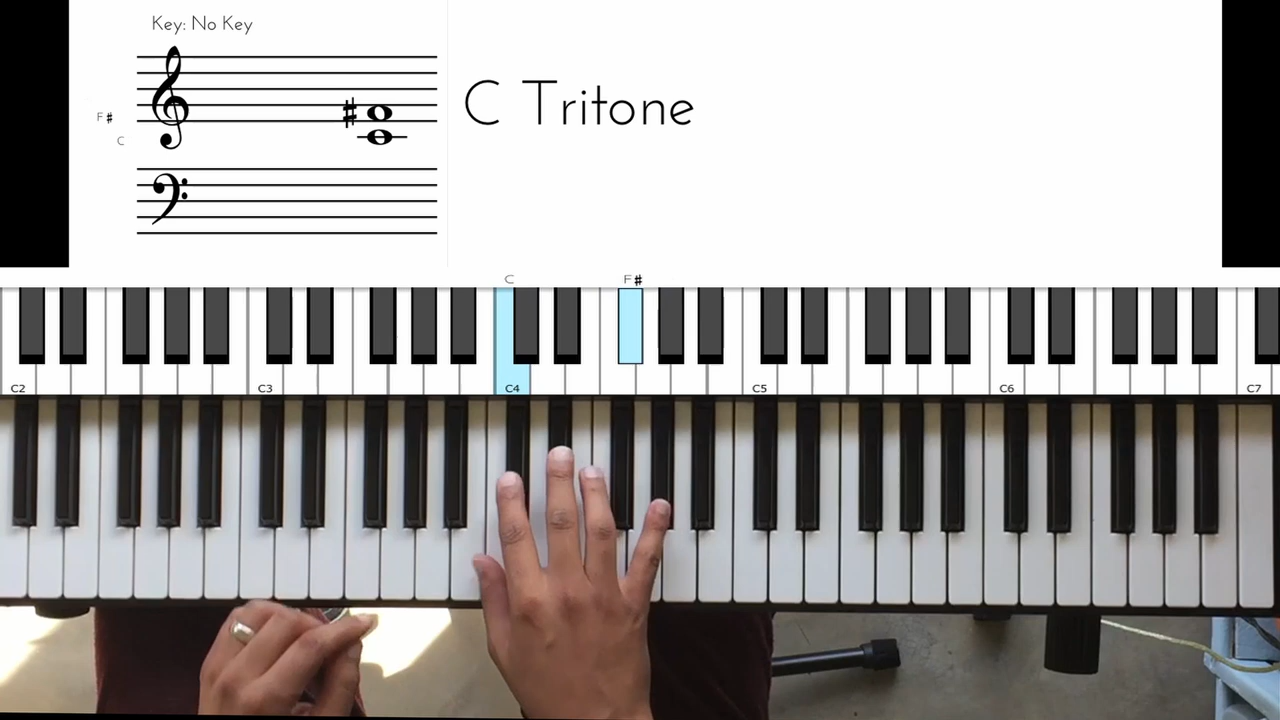 Key: No Key
C Tritone
F#
C
C F#
C2 C3 C4 C5 C6 C7